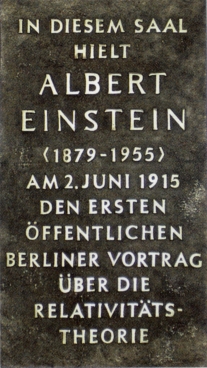 IN DIESEM SAAL
HIELT
ALBERT
EINSTEIN
(1879-1955)
AM 2. JUNI 1915
DEN ERSTEN
ÖFFENTLICHEN
BERLINER VORTRAG
ÜBER DIE
RELATIVITÄTS-
THEORIE